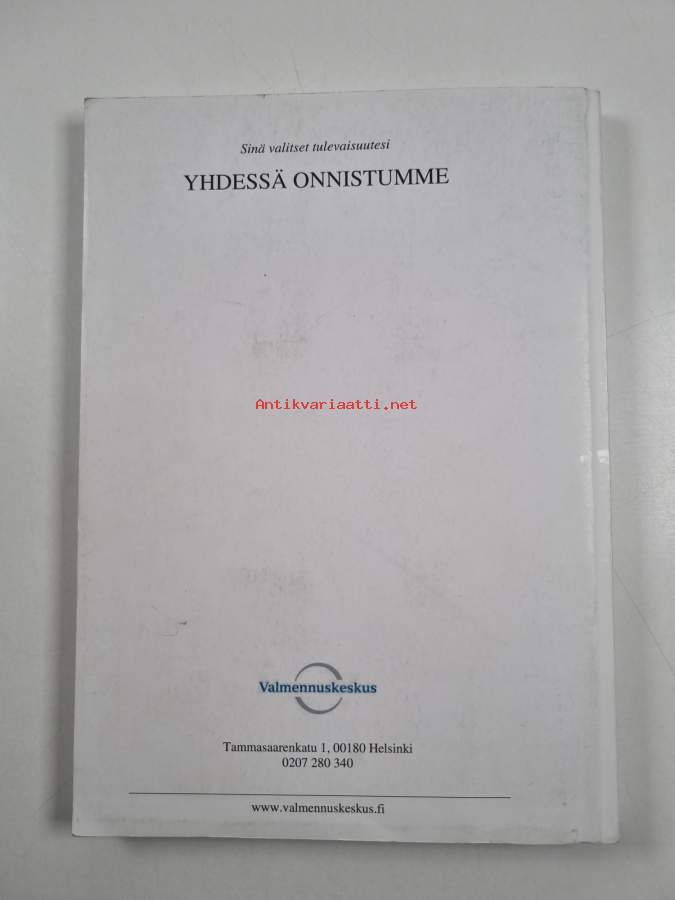 Sinä valitset tulevaisuutesi
YHDESSÄ ONNISTUMME
Antikvariaatti.net
Valmennuskeskus
Tammasaarenkatu 1, 00180 Helsinki
0207 280 340
www.valmennuskeskus.fi